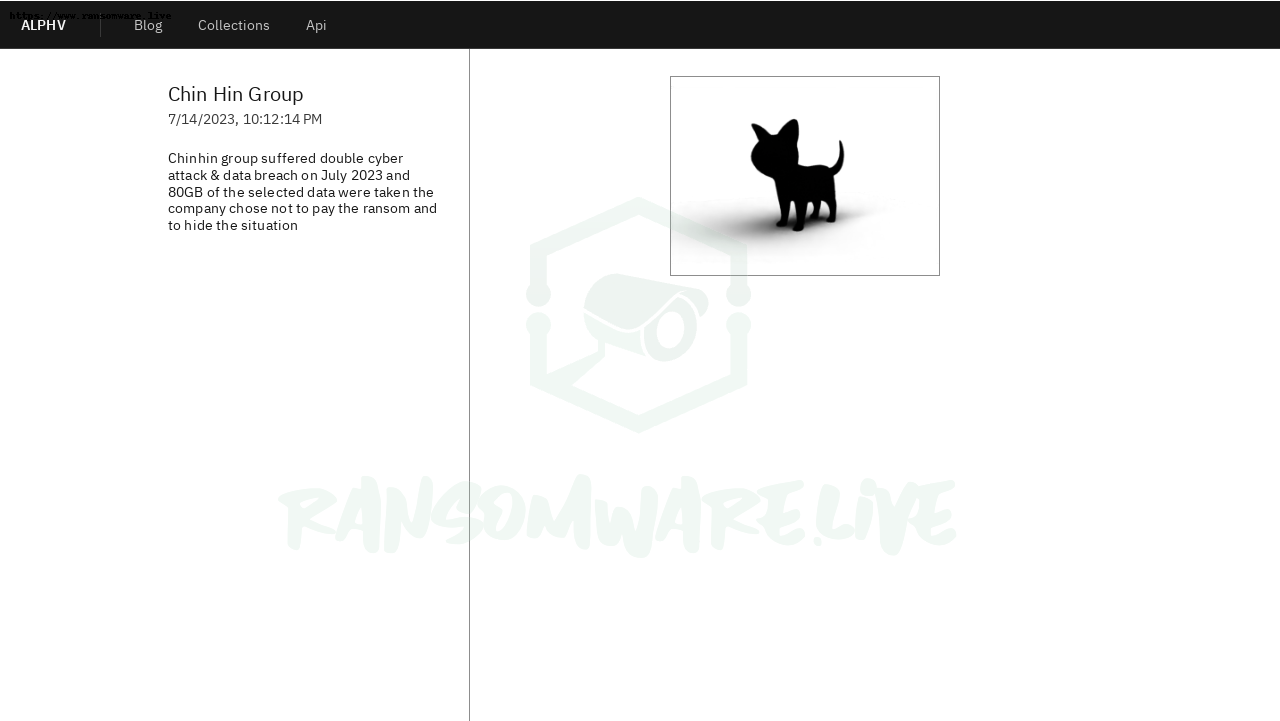 https://www.ransomware.live
ALPHV
Blog
Collections
Api
Chin Hin Group
7/14/2023, 10:12:14 PM
Chinhin group suffered double cyber
attack & data breach on July 2023 and
80GB of the selected data were taken the
company chose not to pay the ransom and
to hide the situation
RANSOMWARE.LiVE